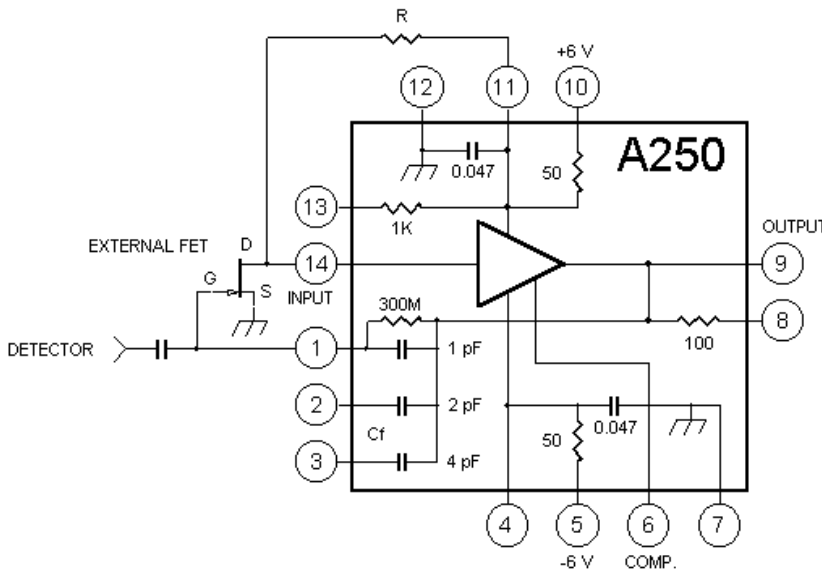 R
+6 V
12
11
10
A250
0.047
50
13
1K
EXTERNAL FET
D
OUTPUT
14
9
G
S
INPUT
300M
8
DETECTOR
1
1 pF
100
2
2 pF
Cf
50
0.047
3
4 pF
4
5
6
7
-6 V
COMP.